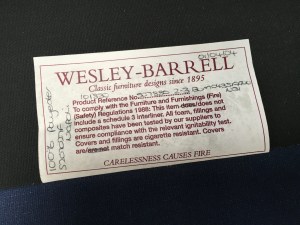 WESLEY-BARRELL
Classic furniture designs since 1895
Product Reference No.
To comply with the Furniture and Furnishings (Fire)
(Safety) Regulations 1988: This item does/does not
include a schedule 3 interliner. All foam, fillings and
composites have been tested by our suppliers to
ensure compliance with the relevant ignitability test.
Covers and fillings are cigarette resistant. Covers
are/are not match resistant.
CARELESSNESS CAUSES FIRE
100% Polyester